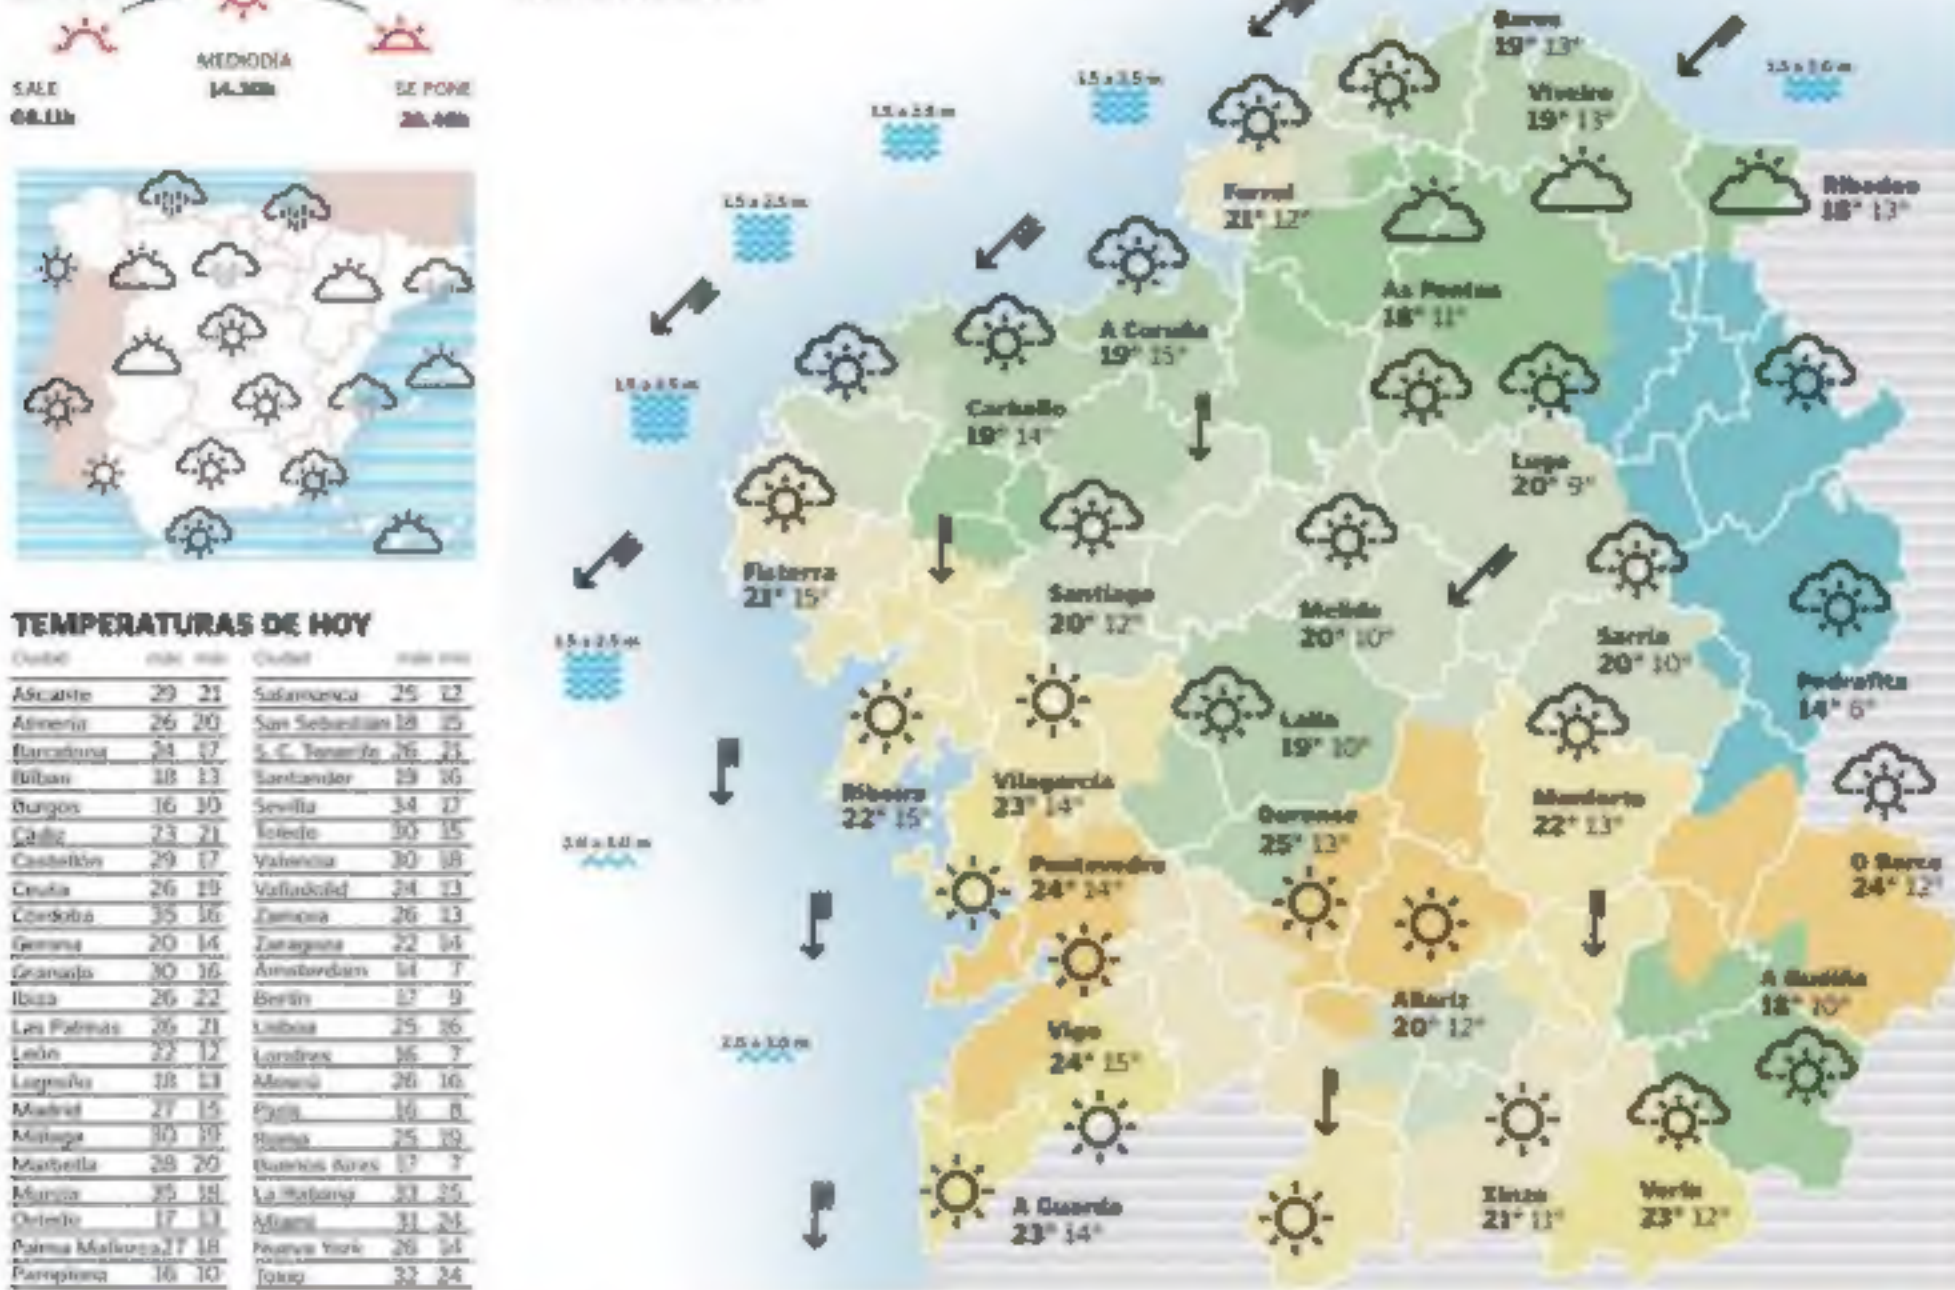 MEDIODÍA
SALE
SE PONE
TEMPERATURAS DE HOY
Ciudad máx mín Ciudad máx mín
Alicante 29 21 Salamanca 25 12
Almería 26 20 San Sebastián 18 15
Barcelona 24 17 S. C. Tenerife 26 21
Bilbao 18 13 Santander 19 16
Burgos 16 10 Sevilla 34 17
Cádiz 23 21 Toledo 30 15
Castellón 29 17 Valencia 30 18
Ceuta 26 19 Valladolid 24 13
Córdoba 35 16 Zamora 26 13
Gerona 20 14 Zaragoza 22 14
Granada 30 16 Amsterdam 14 7
Ibiza 26 22 Berlín 17 9
Las Palmas 26 21 Lisboa 25 16
León 22 12 Londres 16 7
Logroño 18 13 Moscú 26 16
Madrid 27 15 París 16 8
Málaga 30 19 Roma 25 19
Marbella 28 20 Buenos Aires 17 7
Murcia 35 18 La Habana 33 25
Oviedo 17 13 Miami 31 24
Palma Mallorca 27 18 Nueva York 26 14
Pamplona 16 10 Tokio 32 24
19° 13°
Viveiro
19° 13°
Ribadeo
18° 13°
Ferrol
21° 12°
As Pontes
18° 11°
A Coruña
19° 15°
Carballo
19° 14°
Lugo
20° 9°
Fisterra
21° 15°
Santiago
20° 12°
Melide
20° 10°
Sarria
20° 10°
Pedrafita
14° 6°
Lalín
19° 10°
Ribeira
22° 15°
Vilagarcía
23° 14°
Ourense
25° 13°
Monforte
22° 13°
Pontevedra
24° 14°
O Barco
24° 12°
A Gudiña
18° 10°
Allariz
20° 12°
Vigo
24° 15°
A Guarda
23° 14°
Xinzo
21° 11°
Verín
23° 12°